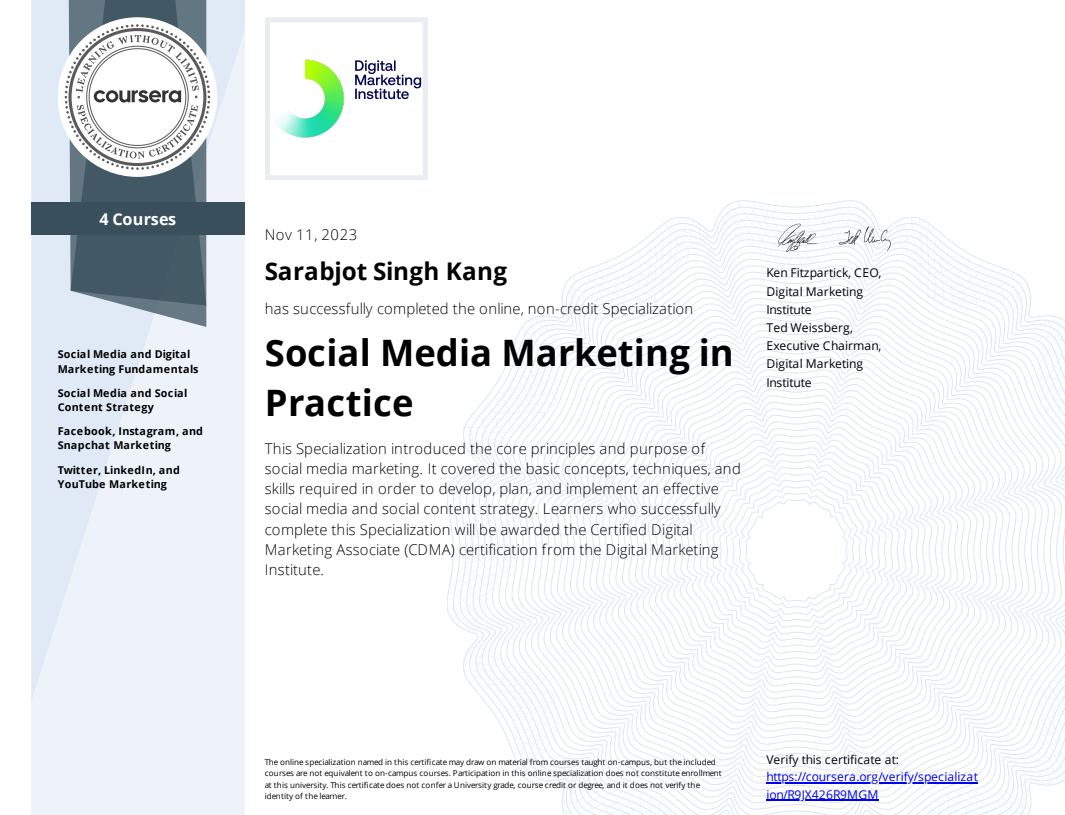 LEARNING WITHOUT LIMITS
coursera
SPECIALIZATION CERTIFICATE
4 Courses
Social Media and Digital
Marketing Fundamentals
Social Media and Social
Content Strategy
Facebook, Instagram, and
Snapchat Marketing
Twitter, LinkedIn, and
YouTube Marketing
Digital
Marketing
Institute
Nov 11, 2023
Sarabjot Singh Kang
has successfully completed the online, non-credit Specialization
Social Media Marketing in
Practice
This Specialization introduced the core principles and purpose of
social media marketing. It covered the basic concepts, techniques, and
skills required in order to develop, plan, and implement an effective
social media and social content strategy. Learners who successfully
complete this Specialization will be awarded the Certified Digital
Marketing Associate (CDMA) certification from the Digital Marketing
Institute.
Ken Fitzpartick, CEO,
Digital Marketing
Institute
Ted Weissberg,
Executive Chairman,
Digital Marketing
Institute
The online specialization named in this certificate may draw on material from courses taught on-campus, but the included
courses are not equivalent to on-campus courses. Participation in this online specialization does not constitute enrollment
at this university. This certificate does not confer a University grade, course credit or degree, and it does not verify the
identity of the learner.
Verify this certificate at:
https://coursera.org/verify/specializat
ion/R9JX426R9MGM